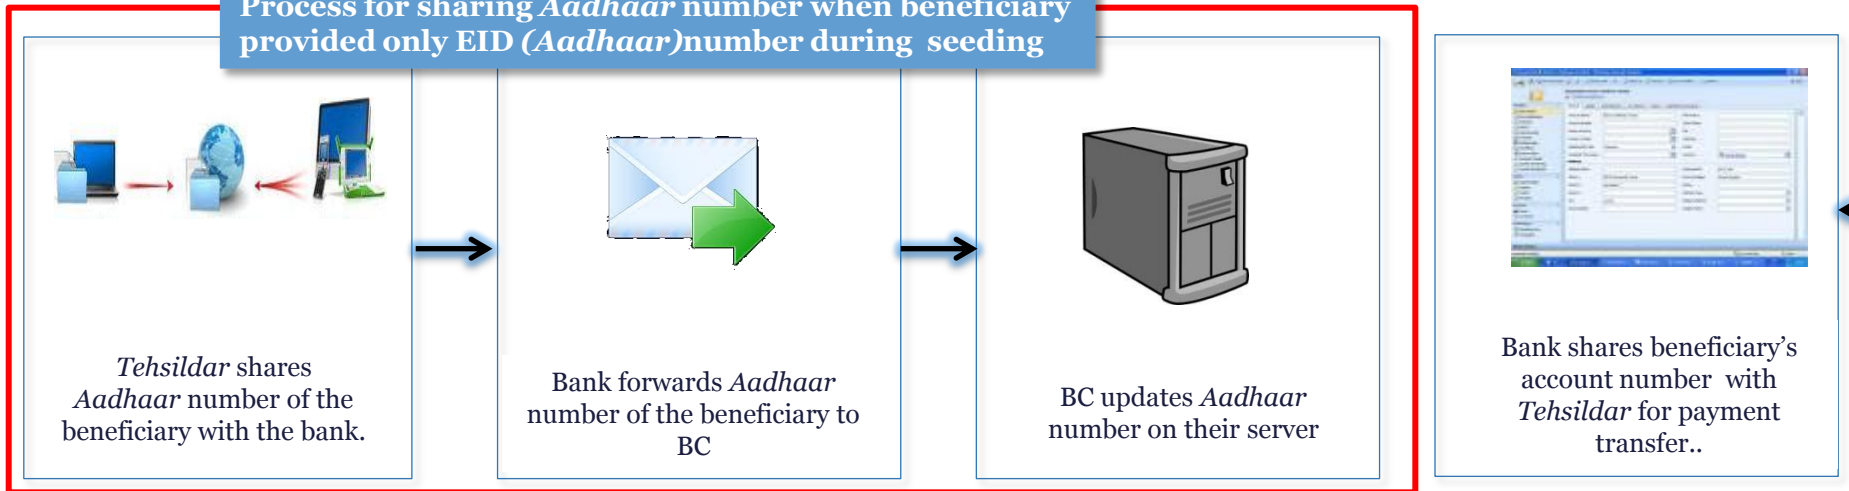 Process for sharing Aadhaar number when beneficiary
provided only EID (Aadhaar)number during seeding
Tehsildar shares
Aadhaar number of the
beneficiary with the bank.
Bank forwards Aadhaar
number of the beneficiary to
BC
BC updates Aadhaar
number on their server
Bank shares beneficiary’s
account number with
Tehsildar for payment
transfer..